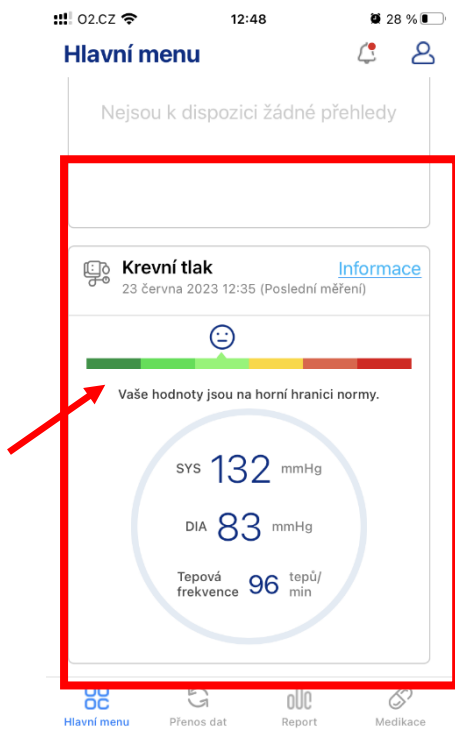 O2.CZ 12:48 28 %
Hlavní menu
Nejsou k dispozici žádné přehledy
Krevní tlak Informace
23 června 2023 12:35 (Poslední měření)
Vaše hodnoty jsou na horní hranici normy.
SYS 132 mmHg
DIA 83 mmHg
Tepová frekvence 96 tepů/min
Hlavní menu Přenos dat Report Medikace